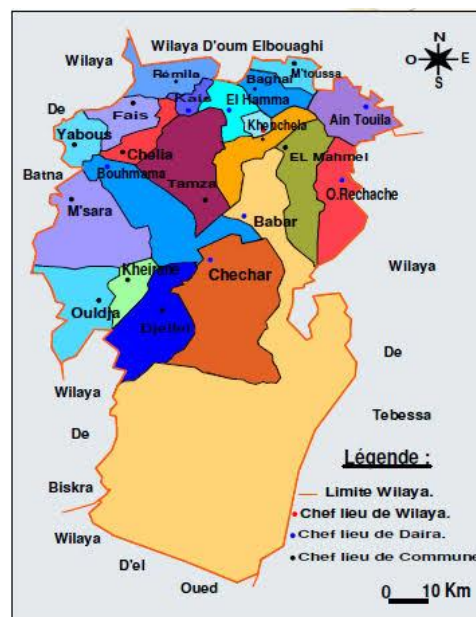 Wilaya
Wilaya D'oum Elbouaghi
N
O
E
S
Rémila
M'toussa
Baghai
Kais
El Hamma
De
Fais
Ain Touila
Khenchela
Yabous
Chelia
EL Mahmel
Batna
Bouhmama
Tamza
O.Rechache
M'sara
Babar
Wilaya
Kheirane
Chechar
Ouldja
Djellel
De
Wilaya
Tebessa
De
Légende :
Biskra
Limite Wilaya.
Chef lieu de Wilaya.
Wilaya
Chef lieu de Daira.
D'el
Chef lieu de Commune
Oued
0 10 Km